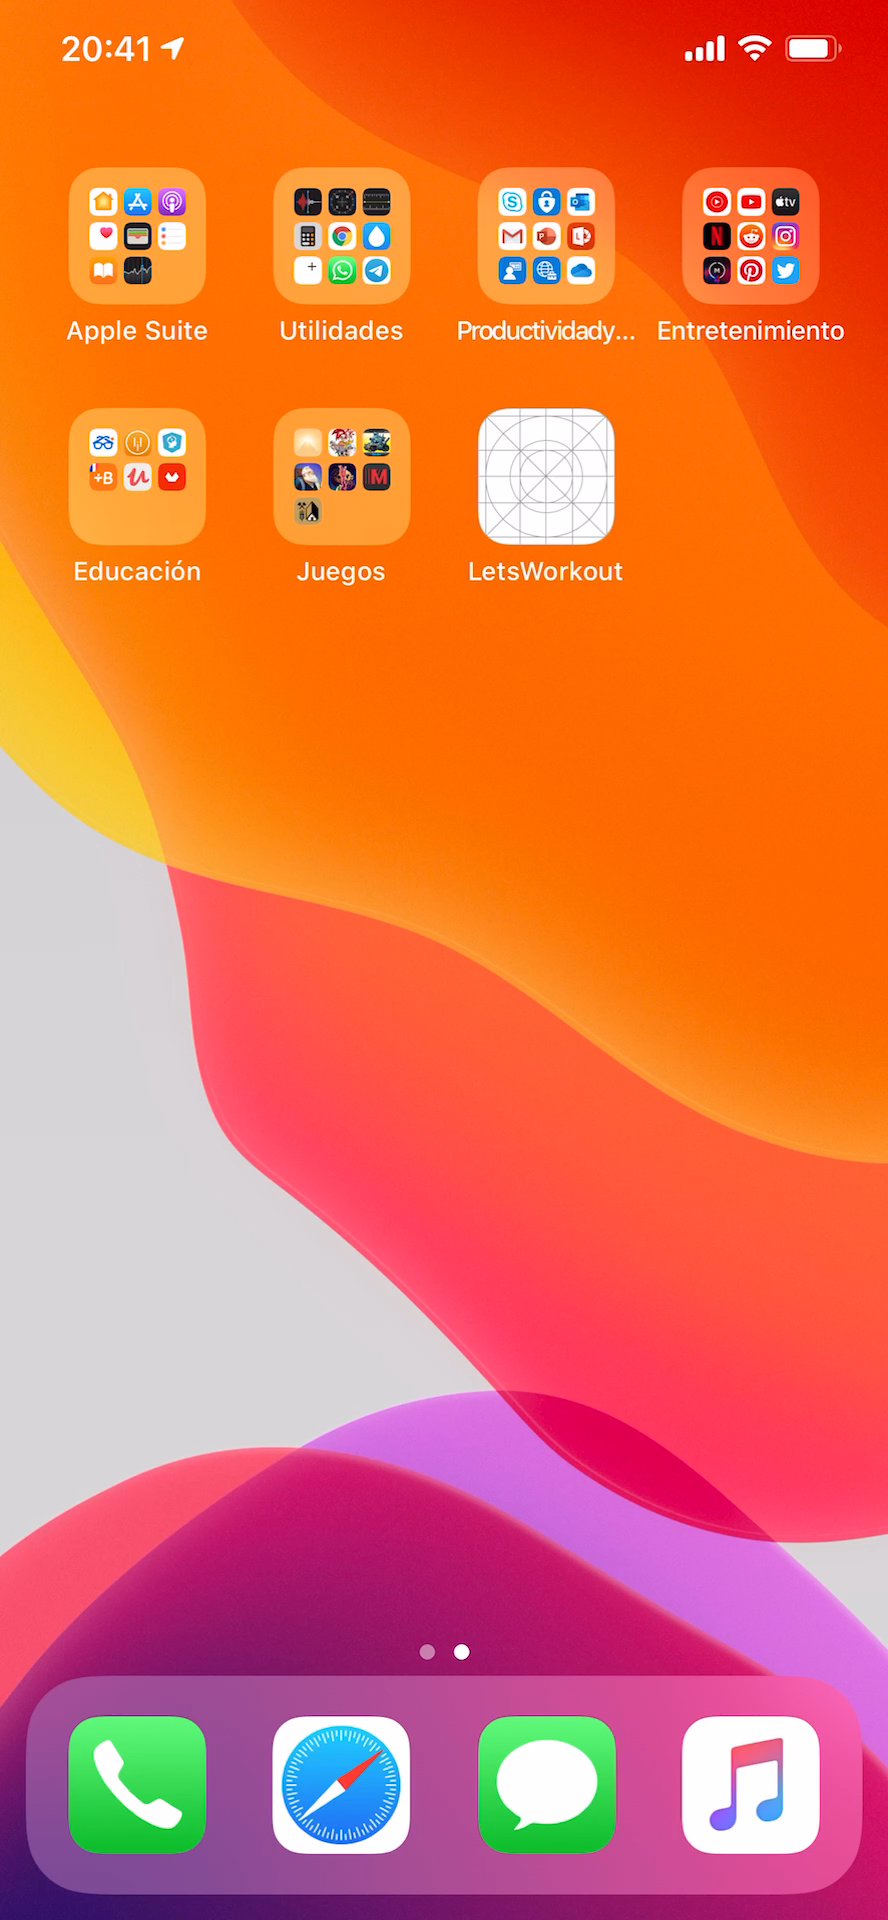 20:41
Apple Suite
Utilidades
Productividady...
Entretenimiento
Educación
Juegos
LetsWorkout